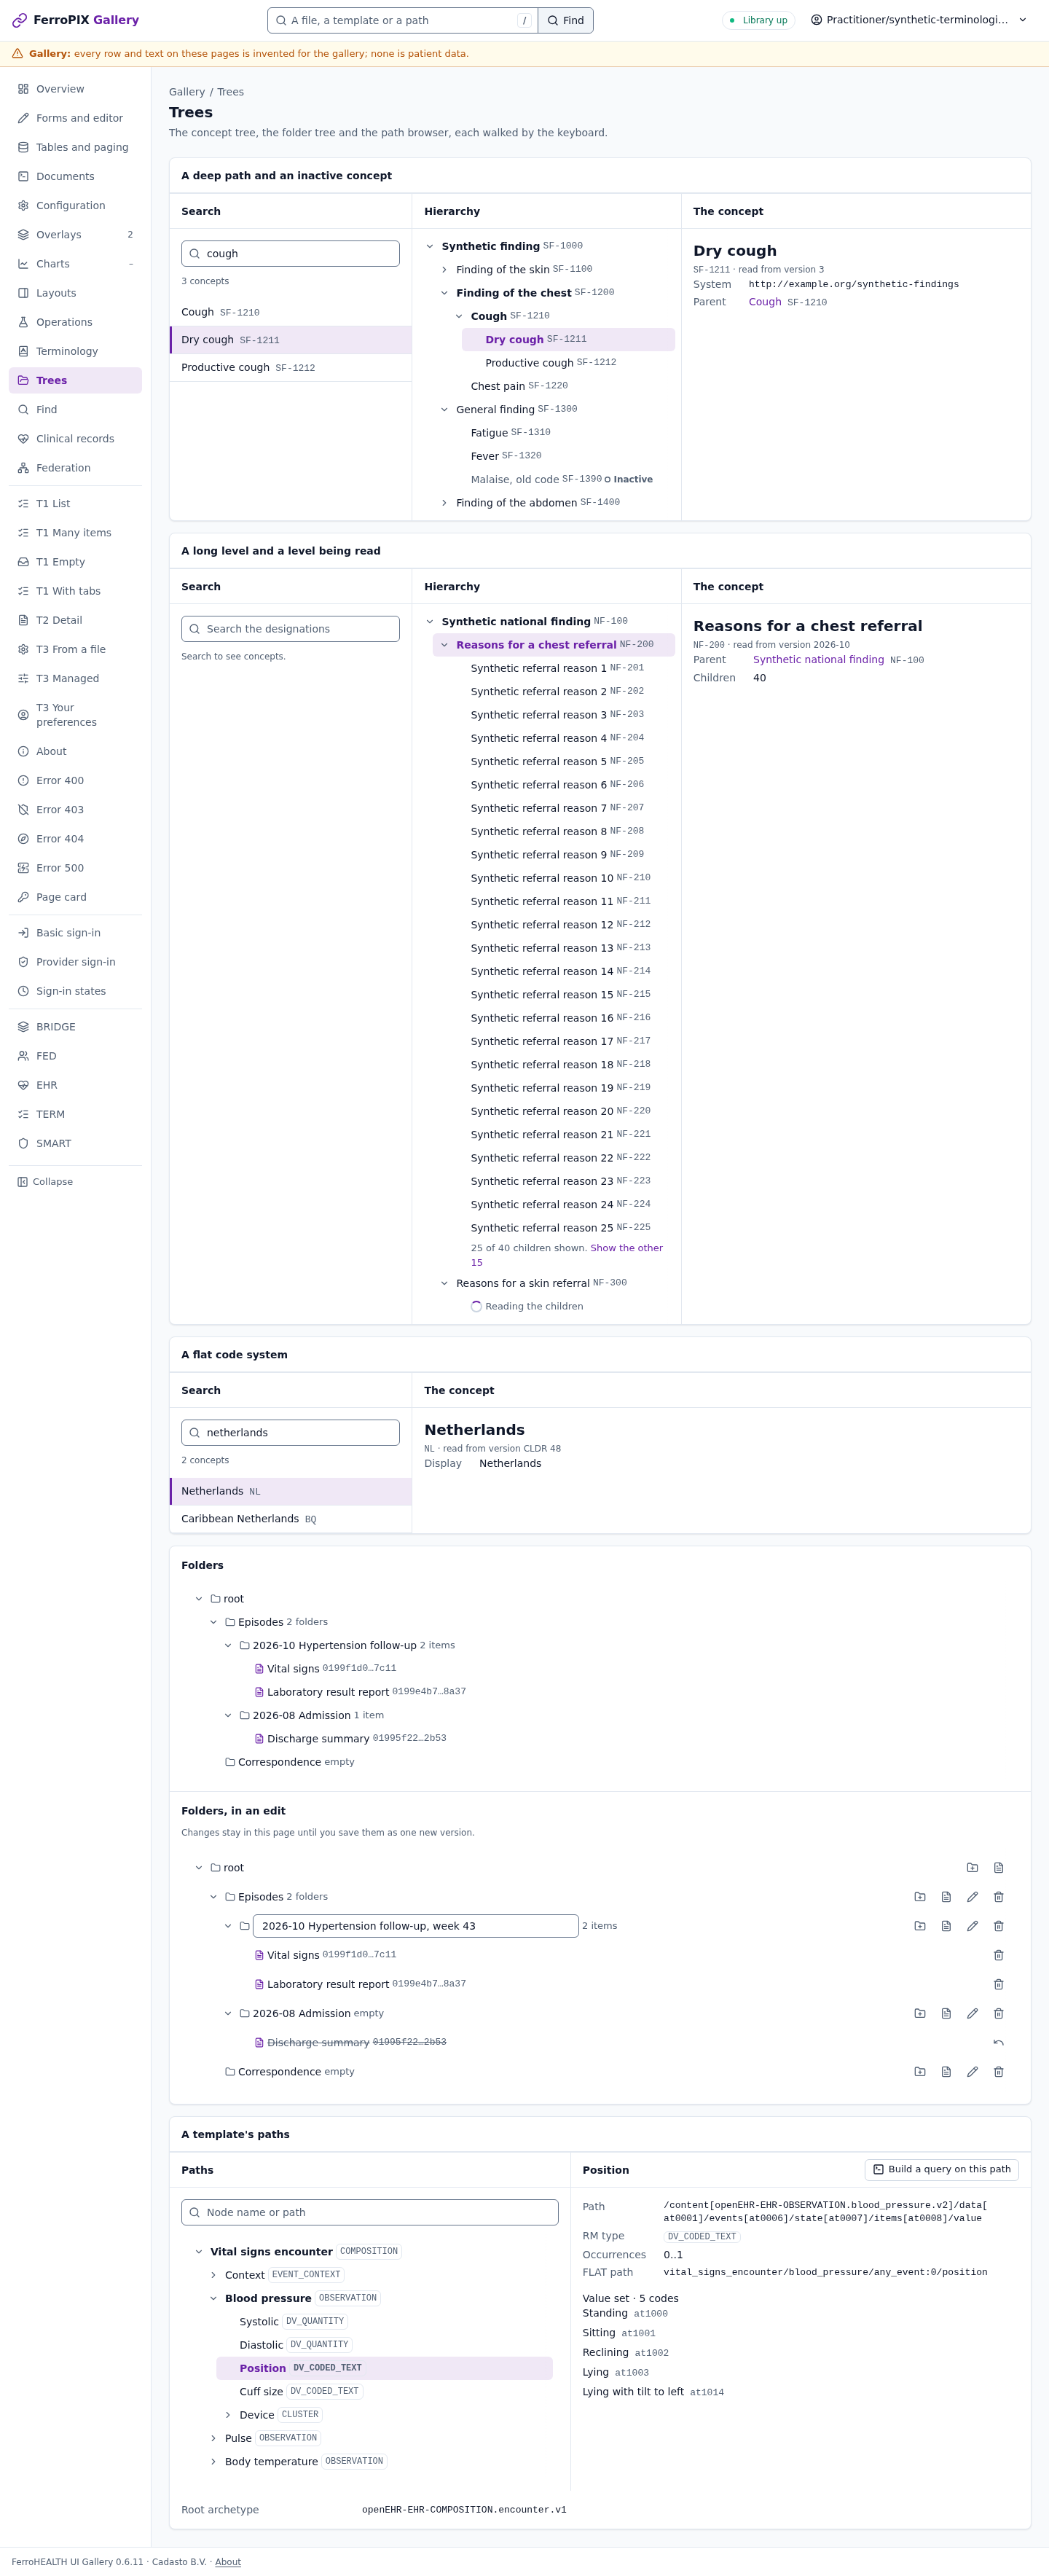 FerroPIX Gallery
A file, a template or a path
/
Find
Library up
Practitioner/synthetic-terminologi...
Gallery: every row and text on these pages is invented for the gallery; none is patient data.
Overview
Forms and editor
Tables and paging
Documents
Configuration
Overlays 2
Charts –
Layouts
Operations
Terminology
Trees
Find
Clinical records
Federation
T1 List
T1 Many items
T1 Empty
T1 With tabs
T2 Detail
T3 From a file
T3 Managed
T3 Your
preferences
About
Error 400
Error 403
Error 404
Error 500
Page card
Basic sign-in
Provider sign-in
Sign-in states
BRIDGE
FED
EHR
TERM
SMART
Collapse
Gallery / Trees
Trees
The concept tree, the folder tree and the path browser, each walked by the keyboard.
A deep path and an inactive concept
Search
cough
3 concepts
Cough SF-1210
Dry cough SF-1211
Productive cough SF-1212
Hierarchy
Synthetic finding SF-1000
Finding of the skin SF-1100
Finding of the chest SF-1200
Cough SF-1210
Dry cough SF-1211
Productive cough SF-1212
Chest pain SF-1220
General finding SF-1300
Fatigue SF-1310
Fever SF-1320
Malaise, old code SF-1390 Inactive
Finding of the abdomen SF-1400
The concept
Dry cough
SF-1211 · read from version 3
System http://example.org/synthetic-findings
Parent Cough SF-1210
A long level and a level being read
Search
Search the designations
Search to see concepts.
Hierarchy
Synthetic national finding NF-100
Reasons for a chest referral NF-200
Synthetic referral reason 1 NF-201
Synthetic referral reason 2 NF-202
Synthetic referral reason 3 NF-203
Synthetic referral reason 4 NF-204
Synthetic referral reason 5 NF-205
Synthetic referral reason 6 NF-206
Synthetic referral reason 7 NF-207
Synthetic referral reason 8 NF-208
Synthetic referral reason 9 NF-209
Synthetic referral reason 10 NF-210
Synthetic referral reason 11 NF-211
Synthetic referral reason 12 NF-212
Synthetic referral reason 13 NF-213
Synthetic referral reason 14 NF-214
Synthetic referral reason 15 NF-215
Synthetic referral reason 16 NF-216
Synthetic referral reason 17 NF-217
Synthetic referral reason 18 NF-218
Synthetic referral reason 19 NF-219
Synthetic referral reason 20 NF-220
Synthetic referral reason 21 NF-221
Synthetic referral reason 22 NF-222
Synthetic referral reason 23 NF-223
Synthetic referral reason 24 NF-224
Synthetic referral reason 25 NF-225
25 of 40 children shown. Show the other
15
Reasons for a skin referral NF-300
Reading the children
The concept
Reasons for a chest referral
NF-200 · read from version 2026-10
Parent Synthetic national finding NF-100
Children 40
A flat code system
Search
netherlands
2 concepts
Netherlands NL
Caribbean Netherlands BQ
The concept
Netherlands
NL · read from version CLDR 48
Display Netherlands
Folders
root
Episodes 2 folders
2026-10 Hypertension follow-up 2 items
Vital signs 0199f1d0…7c11
Laboratory result report 0199e4b7…8a37
2026-08 Admission 1 item
Discharge summary 01995f22…2b53
Correspondence empty
Folders, in an edit
Changes stay in this page until you save them as one new version.
root
Episodes 2 folders
2026-10 Hypertension follow-up, week 43 2 items
Vital signs 0199f1d0…7c11
Laboratory result report 0199e4b7…8a37
2026-08 Admission empty
Discharge summary 01995f22…2b53
Correspondence empty
A template's paths
Paths
Node name or path
Vital signs encounter COMPOSITION
Context EVENT_CONTEXT
Blood pressure OBSERVATION
Systolic DV_QUANTITY
Diastolic DV_QUANTITY
Position DV_CODED_TEXT
Cuff size DV_CODED_TEXT
Device CLUSTER
Pulse OBSERVATION
Body temperature OBSERVATION
Position
Build a query on this path
Path /content[openEHR-EHR-OBSERVATION.blood_pressure.v2]/data[
at0001]/events[at0006]/state[at0007]/items[at0008]/value
RM type DV_CODED_TEXT
Occurrences 0..1
FLAT path vital_signs_encounter/blood_pressure/any_event:0/position
Value set · 5 codes
Standing at1000
Sitting at1001
Reclining at1002
Lying at1003
Lying with tilt to left at1014
Root archetype openEHR-EHR-COMPOSITION.encounter.v1
FerroHEALTH UI Gallery 0.6.11 · Cadasto B.V. · About